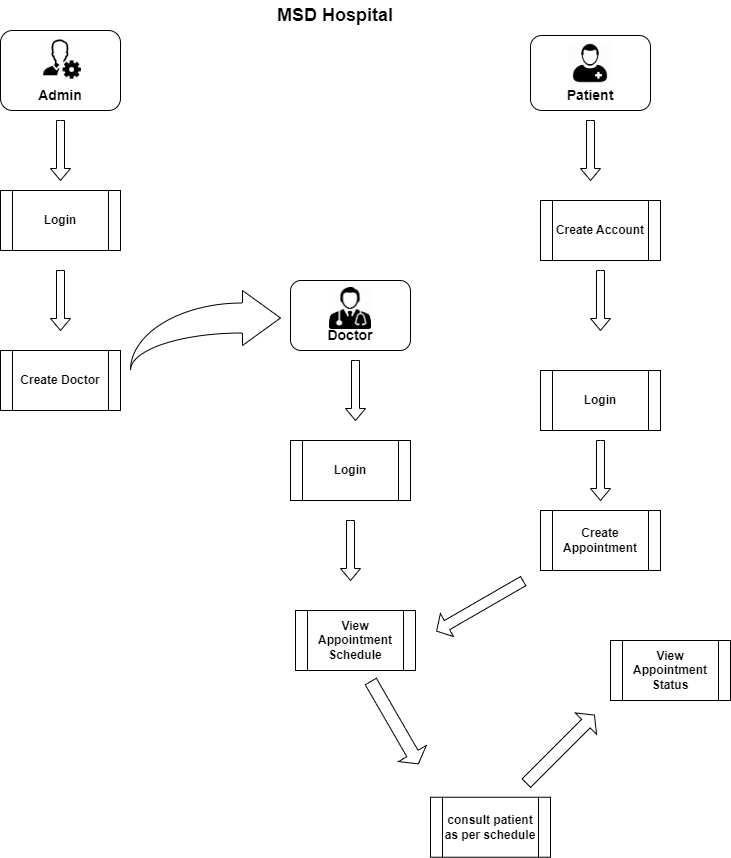 MSD Hospital
Admin
Patient
Login
Create Account
Doctor
Create Doctor
Login
Login
Create
Appointment
View
Appointment
Schedule
View
Appointment
Status
consult patient
as per schedule